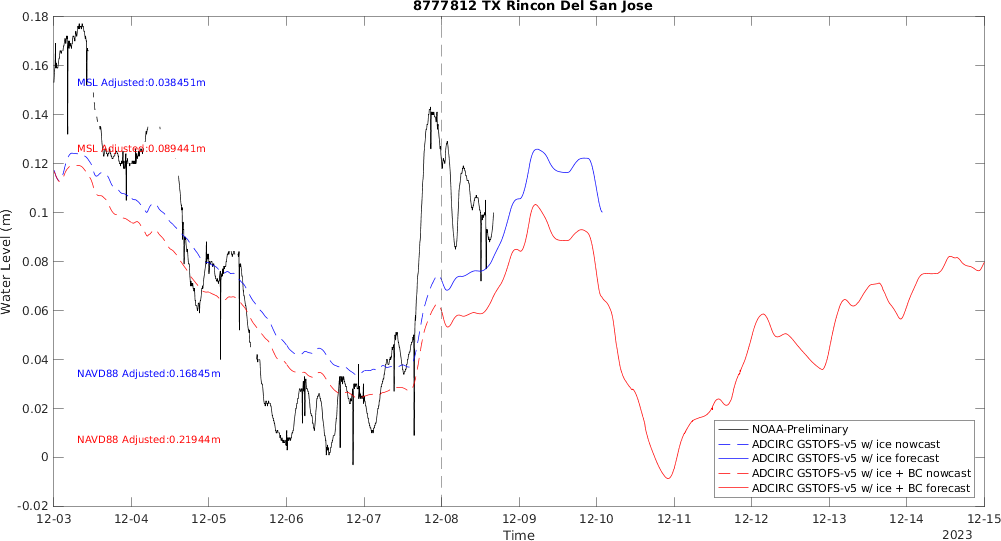 8777812 TX Rincon Del San Jose
0.18
0.16
0.14
0.12
0.1
0.08
0.06
0.04
0.02
0
-0.02
Water Level (m)
MSL Adjusted:0.038451m
MSL Adjusted:0.089441m
NAVD88 Adjusted:0.16845m
NAVD88 Adjusted:0.21944m
NOAA-Preliminary
ADCIRC GSTOFS-v5 w/ ice nowcast
ADCIRC GSTOFS-v5 w/ ice forecast
ADCIRC GSTOFS-v5 w/ ice + BC nowcast
ADCIRC GSTOFS-v5 w/ ice + BC forecast
12-03 12-04 12-05 12-06 12-07 12-08 12-09 12-10 12-11 12-12 12-13 12-14 12-15
Time
2023